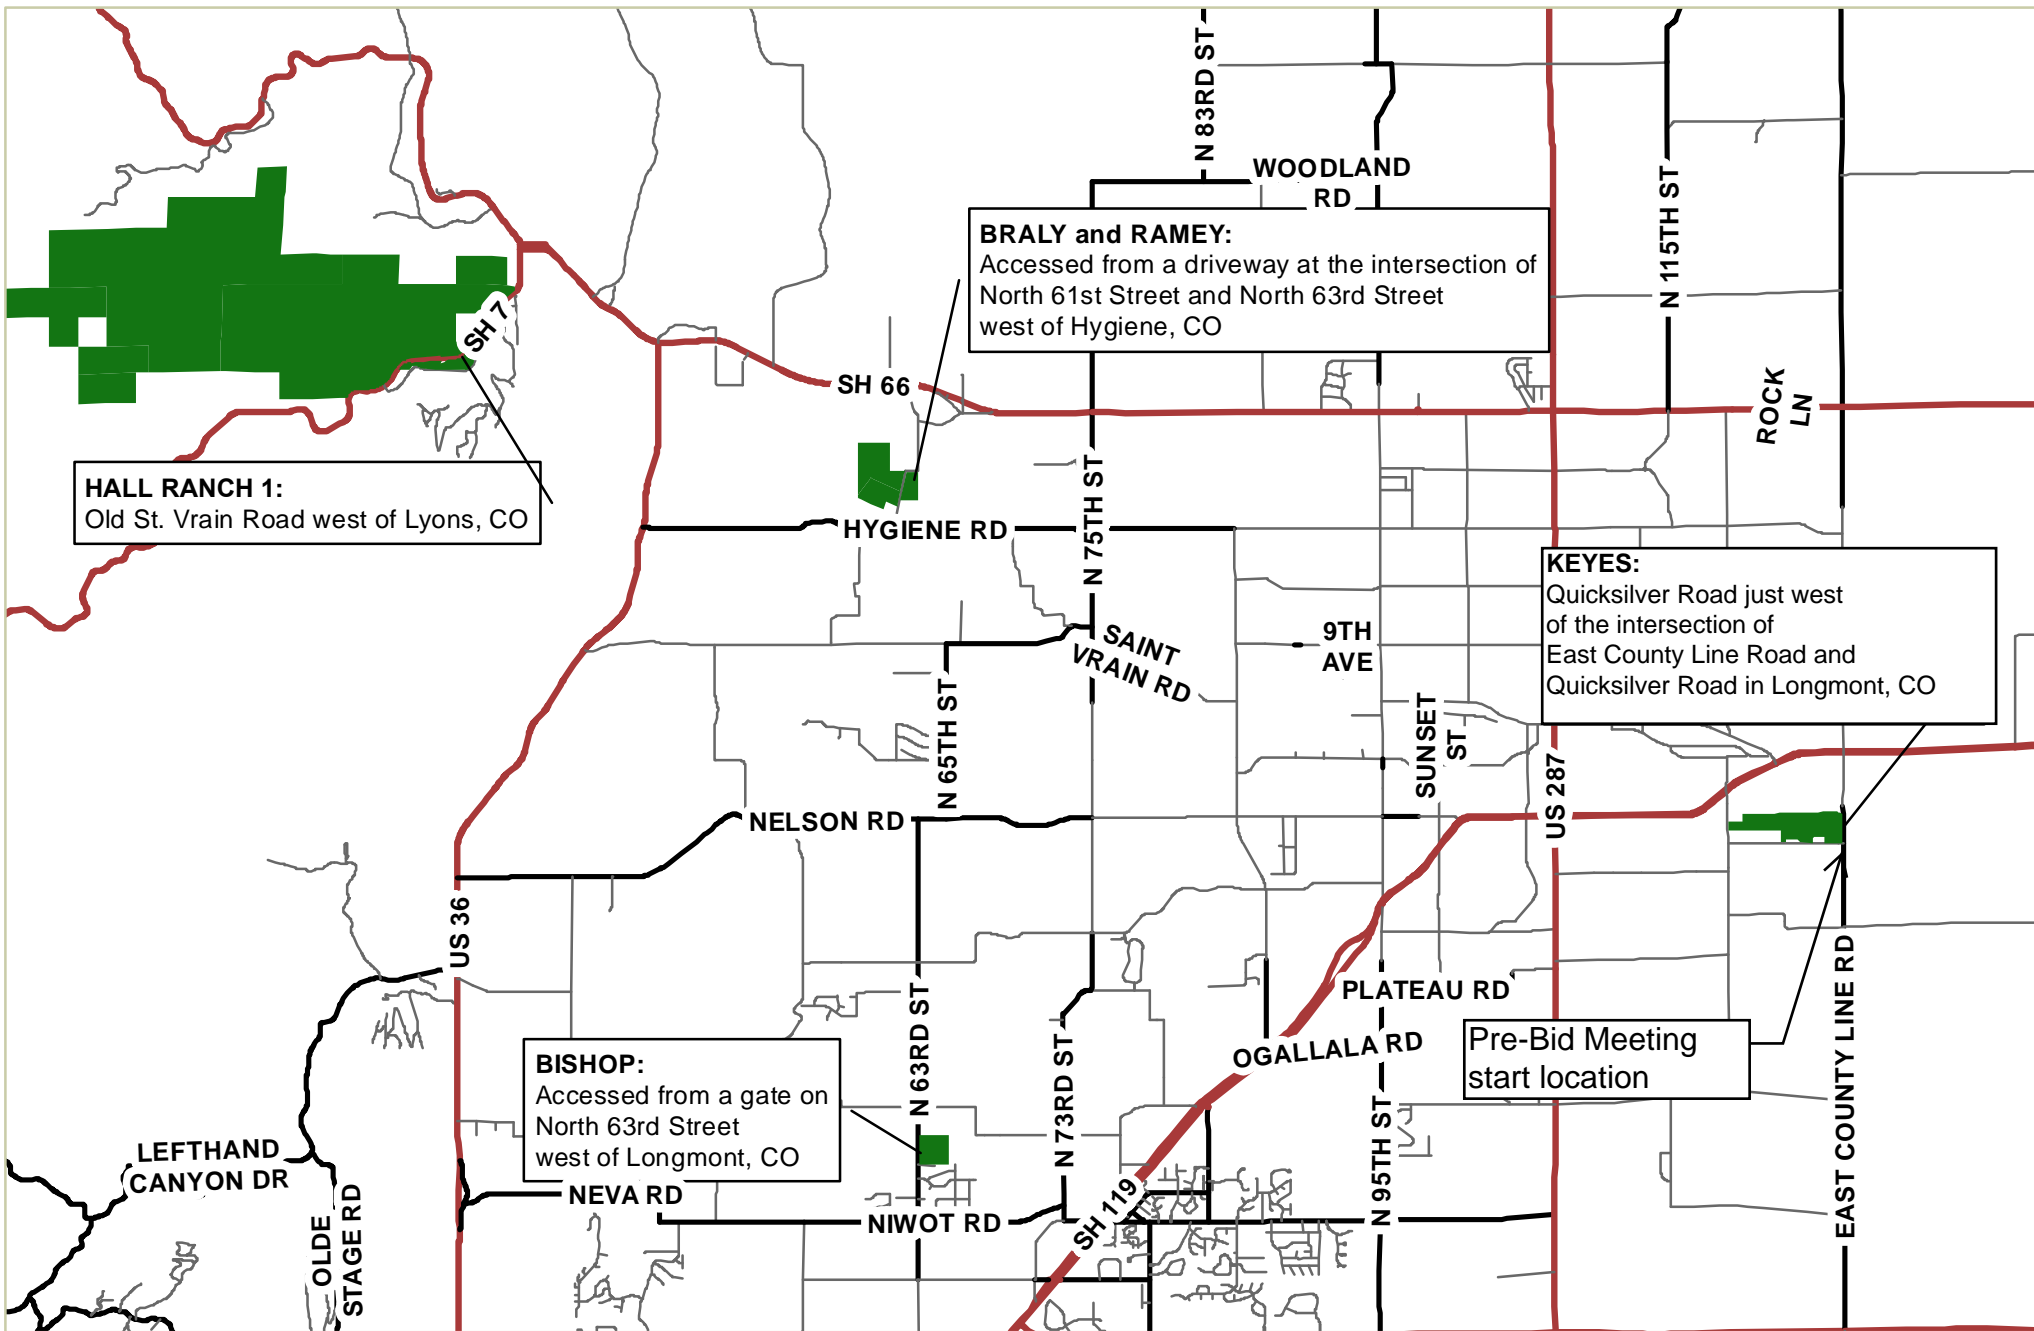 N 83RD ST
WOODLAND
RD
N 115TH ST
BRALY and RAMEY:
Accessed from a driveway at the intersection of
North 61st Street and North 63rd Street
west of Hygiene, CO
SH 7
SH 66
ROCK
LN
HALL RANCH 1:
Old St. Vrain Road west of Lyons, CO
HYGIENE RD
N 75TH ST
KEYES:
Quicksilver Road just west
of the intersection of
East County Line Road and
Quicksilver Road in Longmont, CO
SAINT
VRAIN RD
9TH
AVE
N 65TH ST
SUNSET
ST
US 287
NELSON RD
US 36
PLATEAU RD
OGALLALA RD
Pre-Bid Meeting
start location
EAST COUNTY LINE RD
N 63RD ST
N 73RD ST
BISHOP:
Accessed from a gate on
North 63rd Street
west of Longmont, CO
N 95TH ST
LEFTHAND
CANYON DR
NEVA RD
NIWOT RD
SH 119
OLDE
STAGE RD